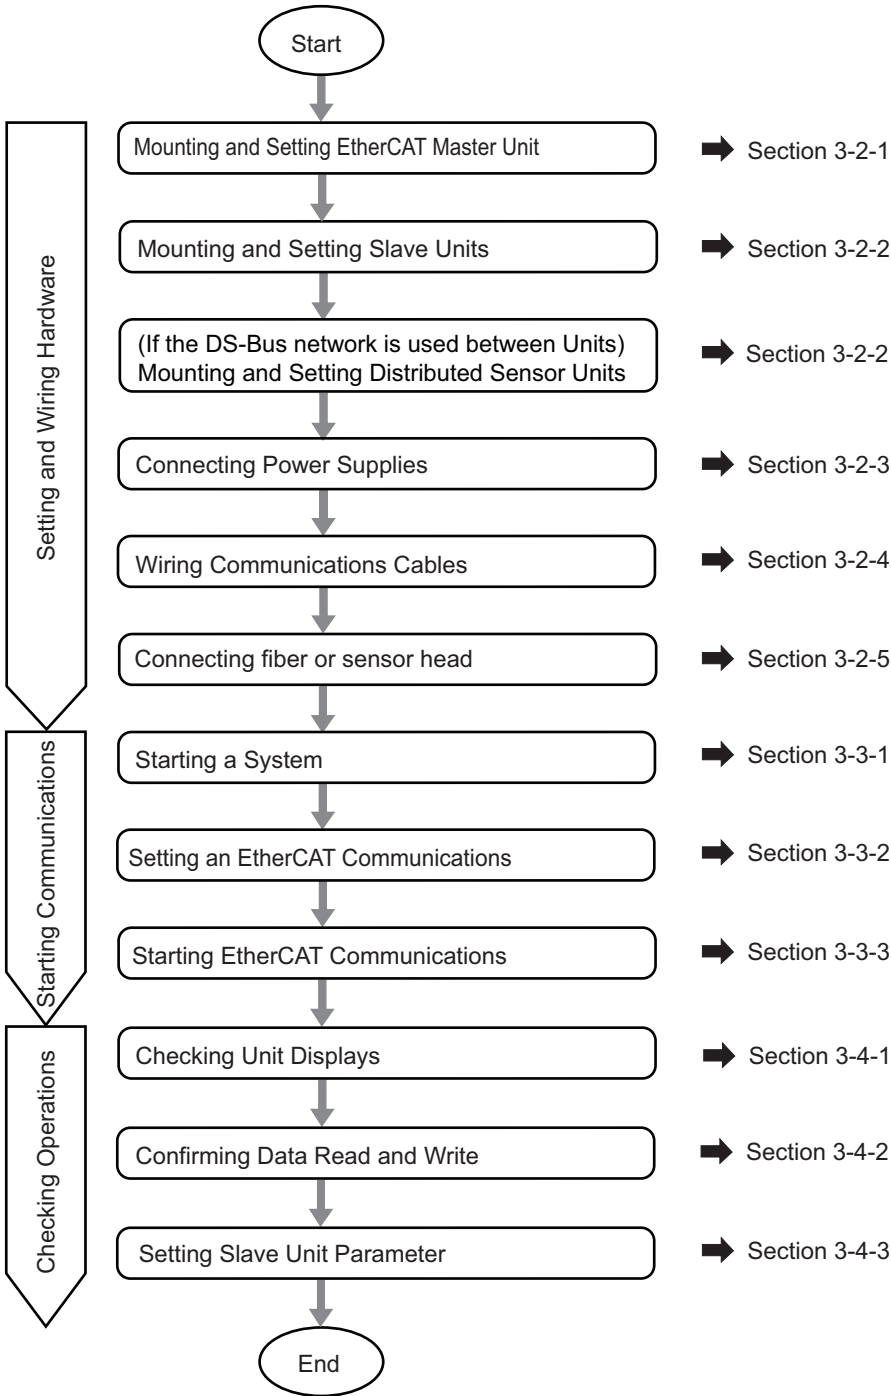 Start
Setting and Wiring Hardware
Mounting and Setting EtherCAT Master Unit
Section 3-2-1
Mounting and Setting Slave Units
Section 3-2-2
(If the DS-Bus network is used between Units)
Mounting and Setting Distributed Sensor Units
Section 3-2-2
Connecting Power Supplies
Section 3-2-3
Wiring Communications Cables
Section 3-2-4
Connecting fiber or sensor head
Section 3-2-5
Starting Communications
Starting a System
Section 3-3-1
Setting an EtherCAT Communications
Section 3-3-2
Starting EtherCAT Communications
Section 3-3-3
Checking Operations
Checking Unit Displays
Section 3-4-1
Confirming Data Read and Write
Section 3-4-2
Setting Slave Unit Parameter
Section 3-4-3
End